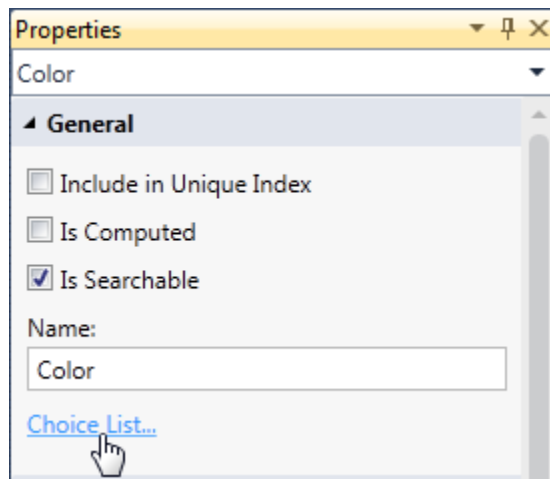 Properties
Color
General
Include in Unique Index
Is Computed
Is Searchable
Name:
Color
Choice List...